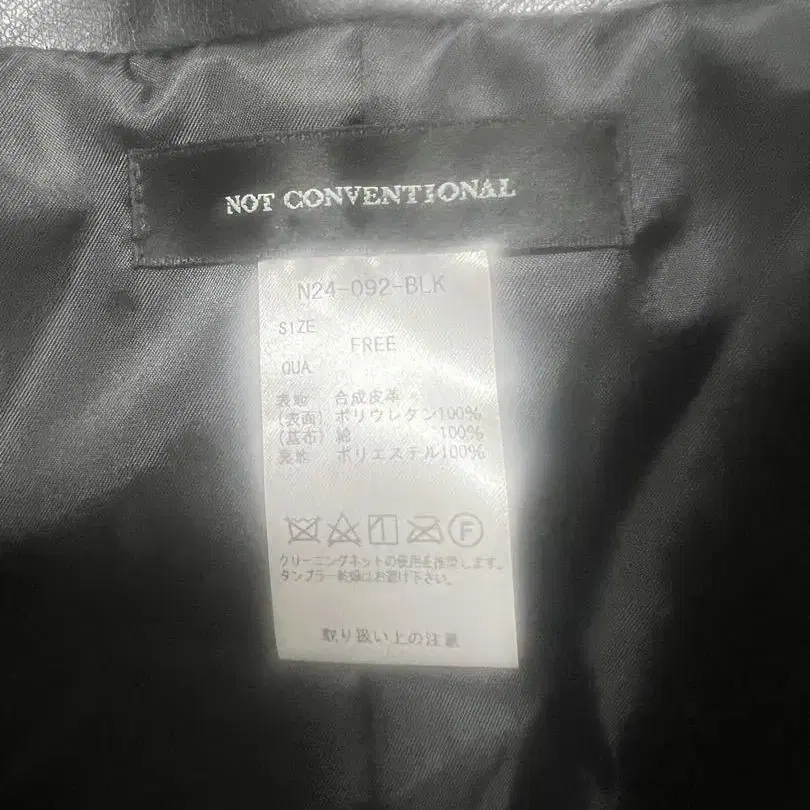 NOT CONVENTIONAL
N24-092-BLK
SIZE
FREE
QUA.
表地 合成皮革
(表面) ポリウレタン100%
(基布) 綿 100%
裏地 ポリエステル100%
F
クリーニングネットの使用を推奨します。
タンブラー乾燥はお避け下さい。
取り扱い上の注意